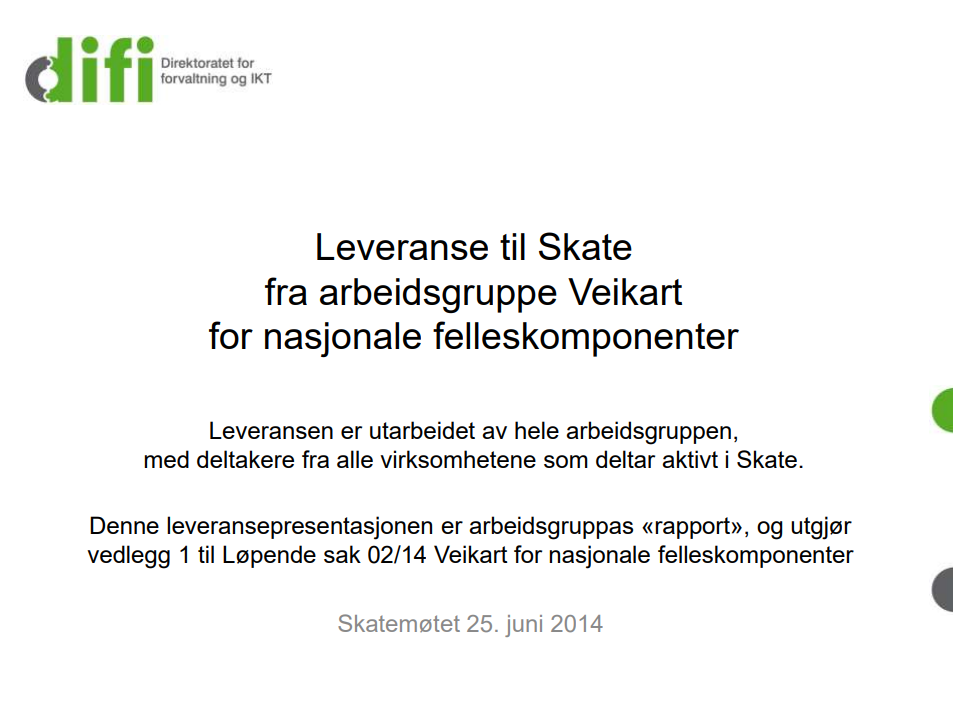 difi
Direktoratet for
forvaltning og IKT
Leveranse til Skate
fra arbeidsgruppe Veikart
for nasjonale felleskomponenter
Leveransen er utarbeidet av hele arbeidsgruppen,
med deltakere fra alle virksomhetene som deltar aktivt i Skate.
Denne leveransepresentasjonen er arbeidsgruppas «rapport», og utgjør
vedlegg 1 til Løpende sak 02/14 Veikart for nasjonale felleskomponenter
Skatemøtet 25. juni 2014